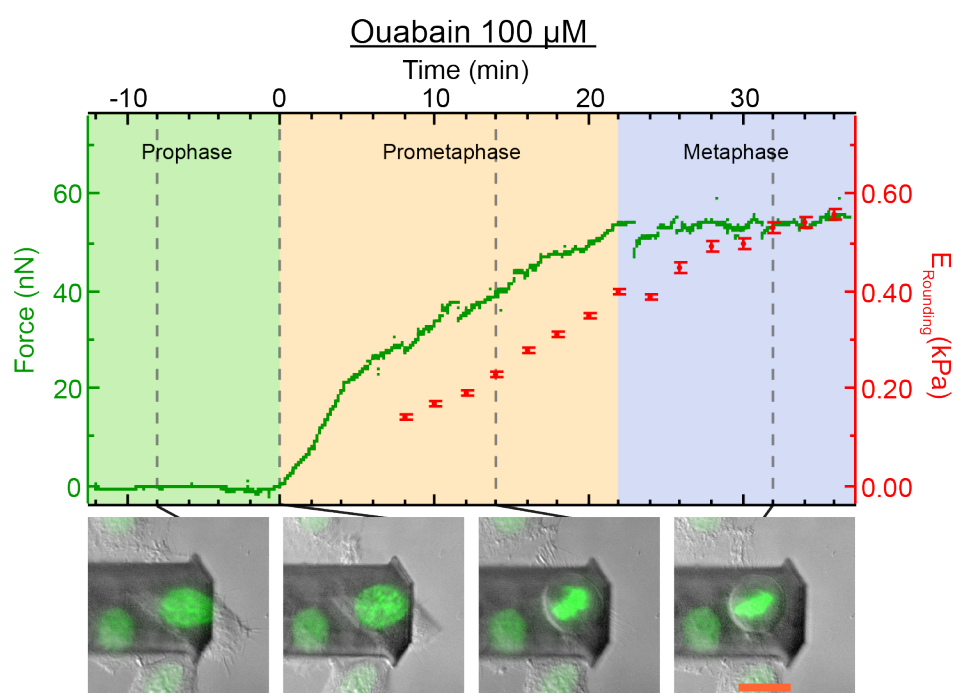 Ouabain 100 µM
Time (min)
-10 0 10 20 30
Prophase Prometaphase Metaphase
60 0.60
40 0.40
20 0.20
0 0.00
Force (nN)
E Rounding (kPa)